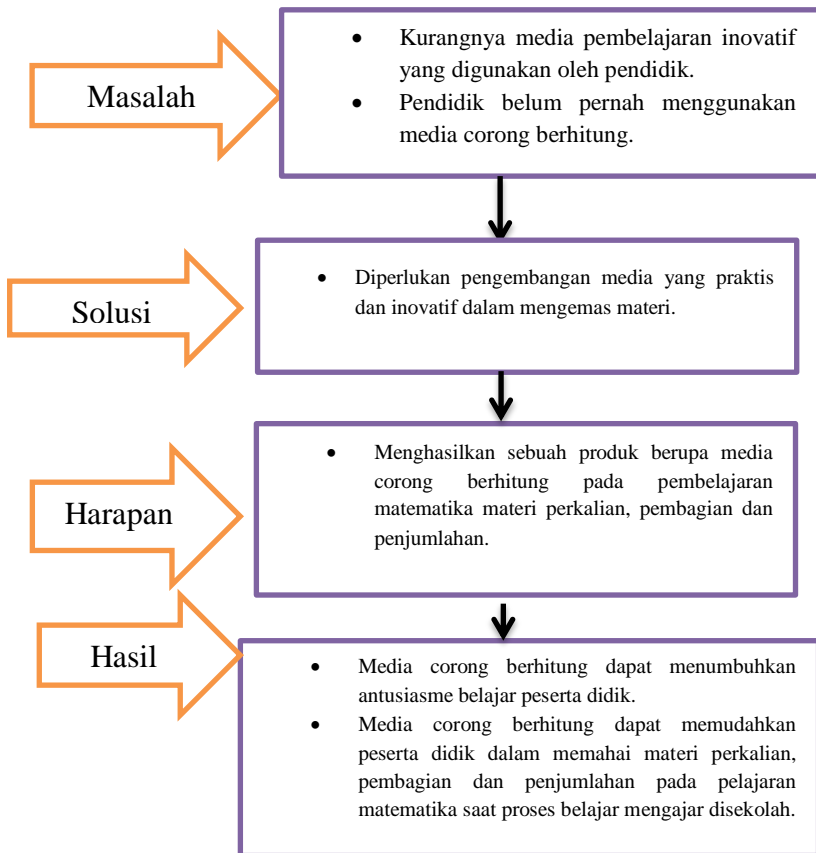 Masalah
• Kurangnya media pembelajaran inovatif
yang digunakan oleh pendidik.
• Pendidik belum pernah menggunakan
media corong berhitung.
Solusi
• Diperlukan pengembangan media yang praktis
dan inovatif dalam mengemas materi.
Harapan
• Menghasilkan sebuah produk berupa media
corong berhitung pada pembelajaran
matematika materi perkalian, pembagian dan
penjumlahan.
Hasil
• Media corong berhitung dapat menumbuhkan
antusiasme belajar peserta didik.
• Media corong berhitung dapat memudahkan
peserta didik dalam memahai materi perkalian,
pembagian dan penjumlahan pada pelajaran
matematika saat proses belajar mengajar disekolah.